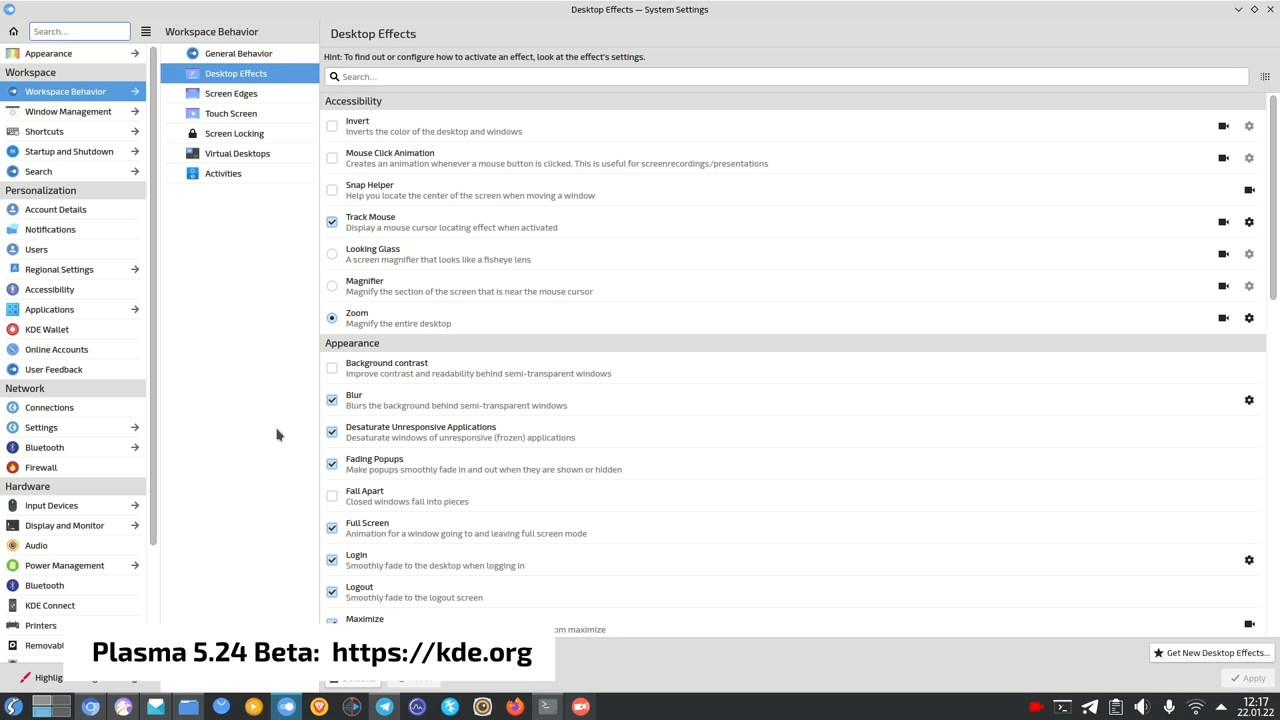 Desktop Effects — System Settings
Search...
Appearance
Workspace
Workspace Behavior
Window Management
Shortcuts
Startup and Shutdown
Search
Personalization
Account Details
Notifications
Users
Regional Settings
Accessibility
Applications
KDE Wallet
Online Accounts
User Feedback
Network
Connections
Settings
Bluetooth
Firewall
Hardware
Input Devices
Display and Monitor
Audio
Power Management
Bluetooth
KDE Connect
Printers
Workspace Behavior
General Behavior
Desktop Effects
Screen Edges
Touch Screen
Screen Locking
Virtual Desktops
Activities
Desktop Effects
Hint: To find out or configure how to activate an effect, look at the effect's settings.
Search...
Accessibility
Invert
Inverts the color of the desktop and windows
Mouse Click Animation
Creates an animation whenever a mouse button is clicked. This is useful for screenrecordings/presentations
Snap Helper
Help you locate the center of the screen when moving a window
Track Mouse
Display a mouse cursor locating effect when activated
Looking Glass
A screen magnifier that looks like a fisheye lens
Magnifier
Magnify the section of the screen that is near the mouse cursor
Zoom
Magnify the entire desktop
Appearance
Background contrast
Improve contrast and readability behind semi-transparent windows
Blur
Blurs the background behind semi-transparent windows
Desaturate Unresponsive Applications
Desaturate windows of unresponsive (frozen) applications
Fading Popups
Make popups smoothly fade in and out when they are shown or hidden
Fall Apart
Closed windows fall into pieces
Full Screen
Animation for a window going to and leaving full screen mode
Login
Smoothly fade to the desktop when logging in
Logout
Smoothly fade to the logout screen
Maximize
om maximize
Get New Desktop Effects...
Apply
Removabl
Highlig
Plasma 5.24 Beta: https://kde.org
12:17
22.01.22